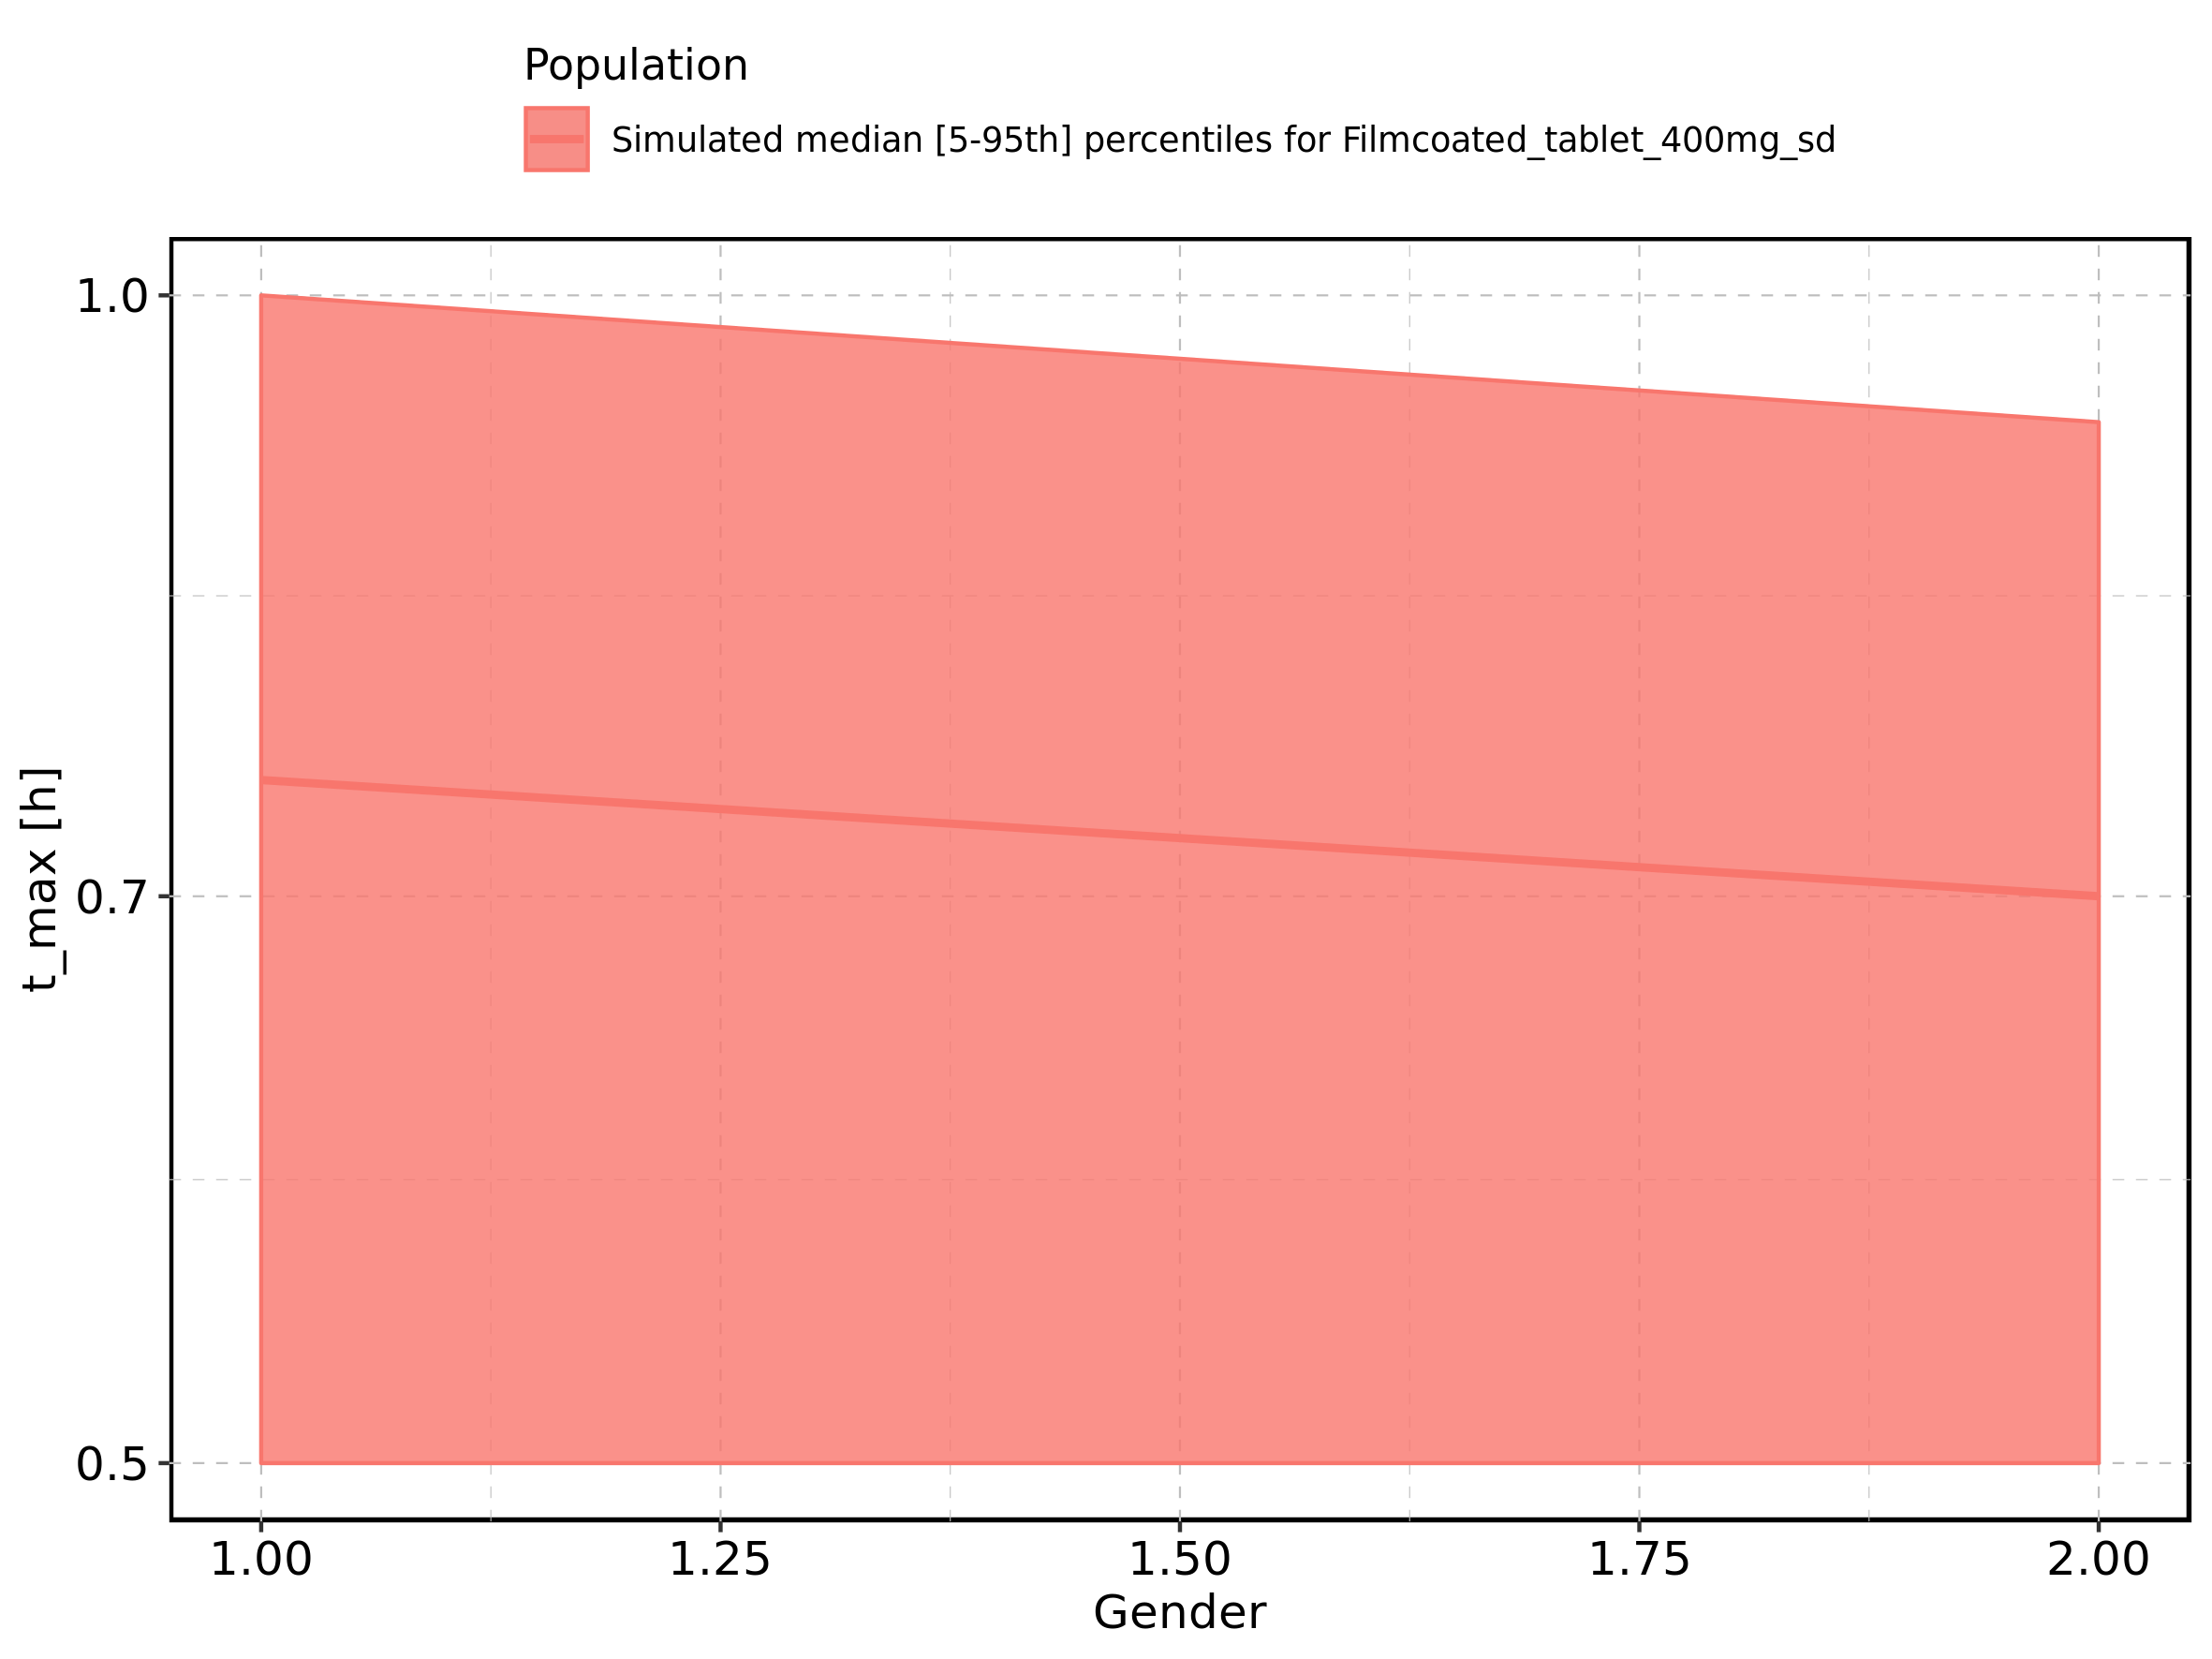 Population
Simulated median [5-95th] percentiles for Filmcoated_tablet_400mg_sd
t_max [h]
1.0
0.7
0.5
1.00 1.25 1.50 1.75 2.00
Gender